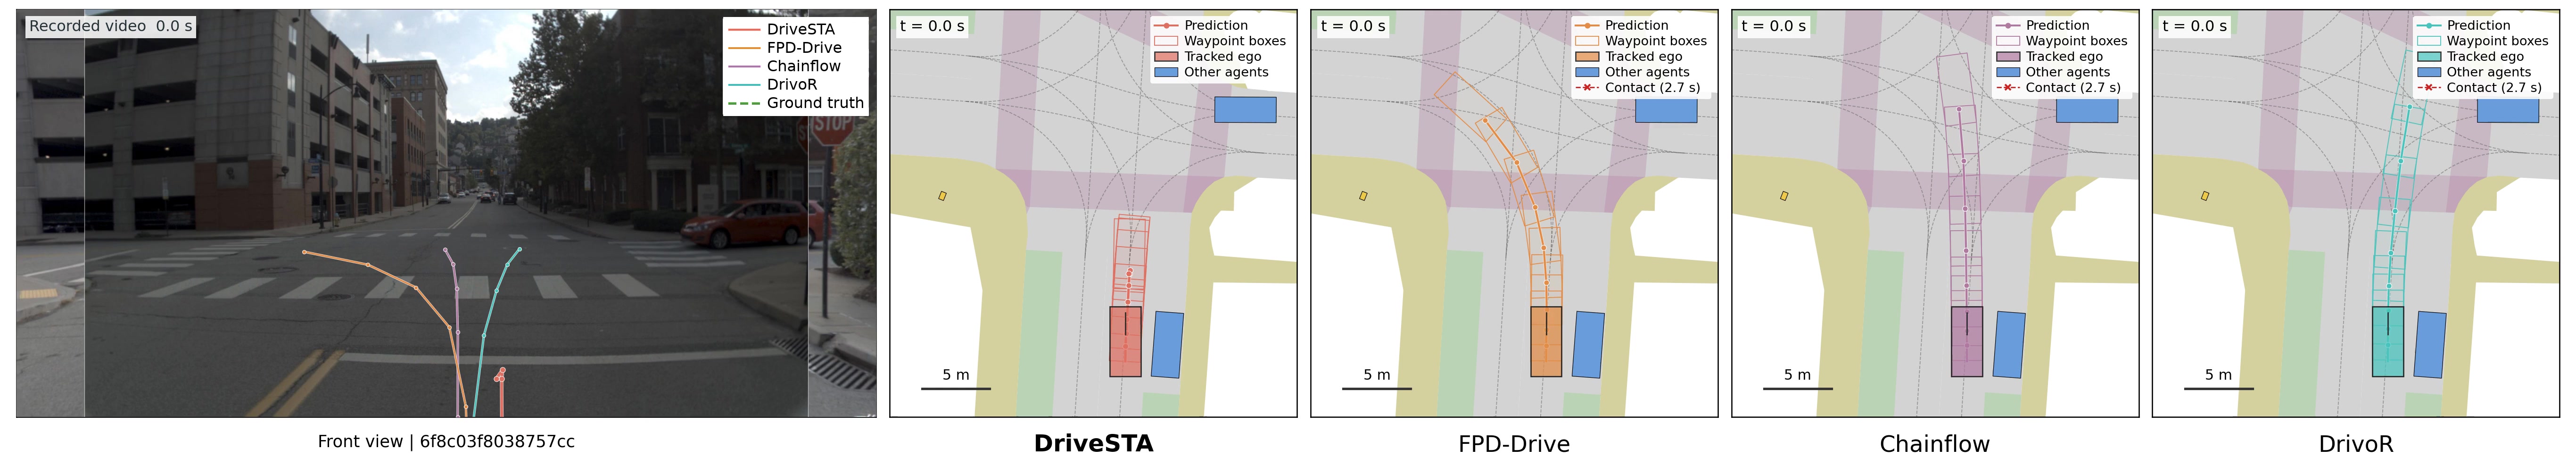 Recorded video 0.0 s
DriveSTA
FPD-Drive
Chainflow
DrivoR
Ground truth
STOP
Front view | 6f8c03f8038757cc
t = 0.0 s
Prediction
Waypoint boxes
Tracked ego
Other agents
5 m
DriveSTA
t = 0.0 s
Prediction
Waypoint boxes
Tracked ego
Other agents
Contact (2.7 s)
5 m
FPD-Drive
t = 0.0 s
Prediction
Waypoint boxes
Tracked ego
Other agents
Contact (2.7 s)
5 m
Chainflow
t = 0.0 s
Prediction
Waypoint boxes
Tracked ego
Other agents
Contact (2.7 s)
5 m
DrivoR